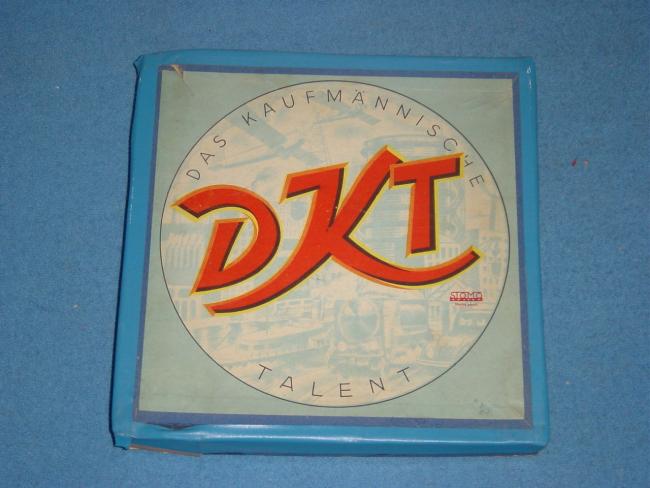 DAS KAUFMÄNNISCHE
DKT
TALENT